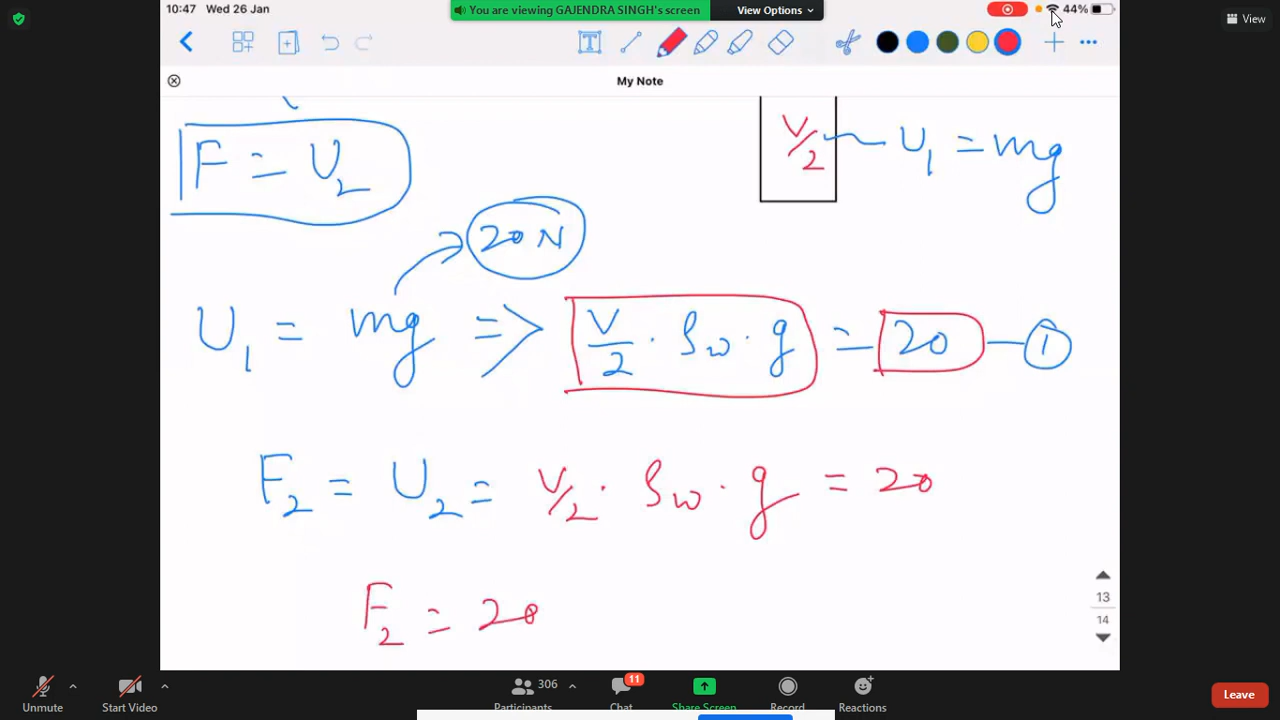 10:47 Wed 26 Jan
You are viewing GAJENDRA SINGH's screen View Options
44%
View
My Note
F = U₂
V/2 U₁ = mg
20 N
U₁ = mg => V/2 · ρw · g = 20 — ①
F₂ = U₂ = V/2 · ρw · g = 20
F₂ = 20
13
14
Unmute Start Video Participants 306 Chat 11 Share Screen Record Reactions Leave